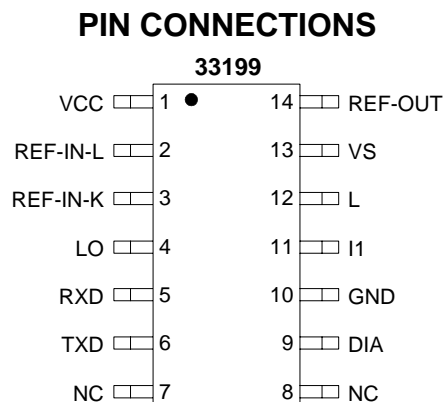 PIN CONNECTIONS
33199
VCC 1 14 REF-OUT
REF-IN-L 2 13 VS
REF-IN-K 3 12 L
LO 4 11 I1
RXD 5 10 GND
TXD 6 9 DIA
NC 7 8 NC